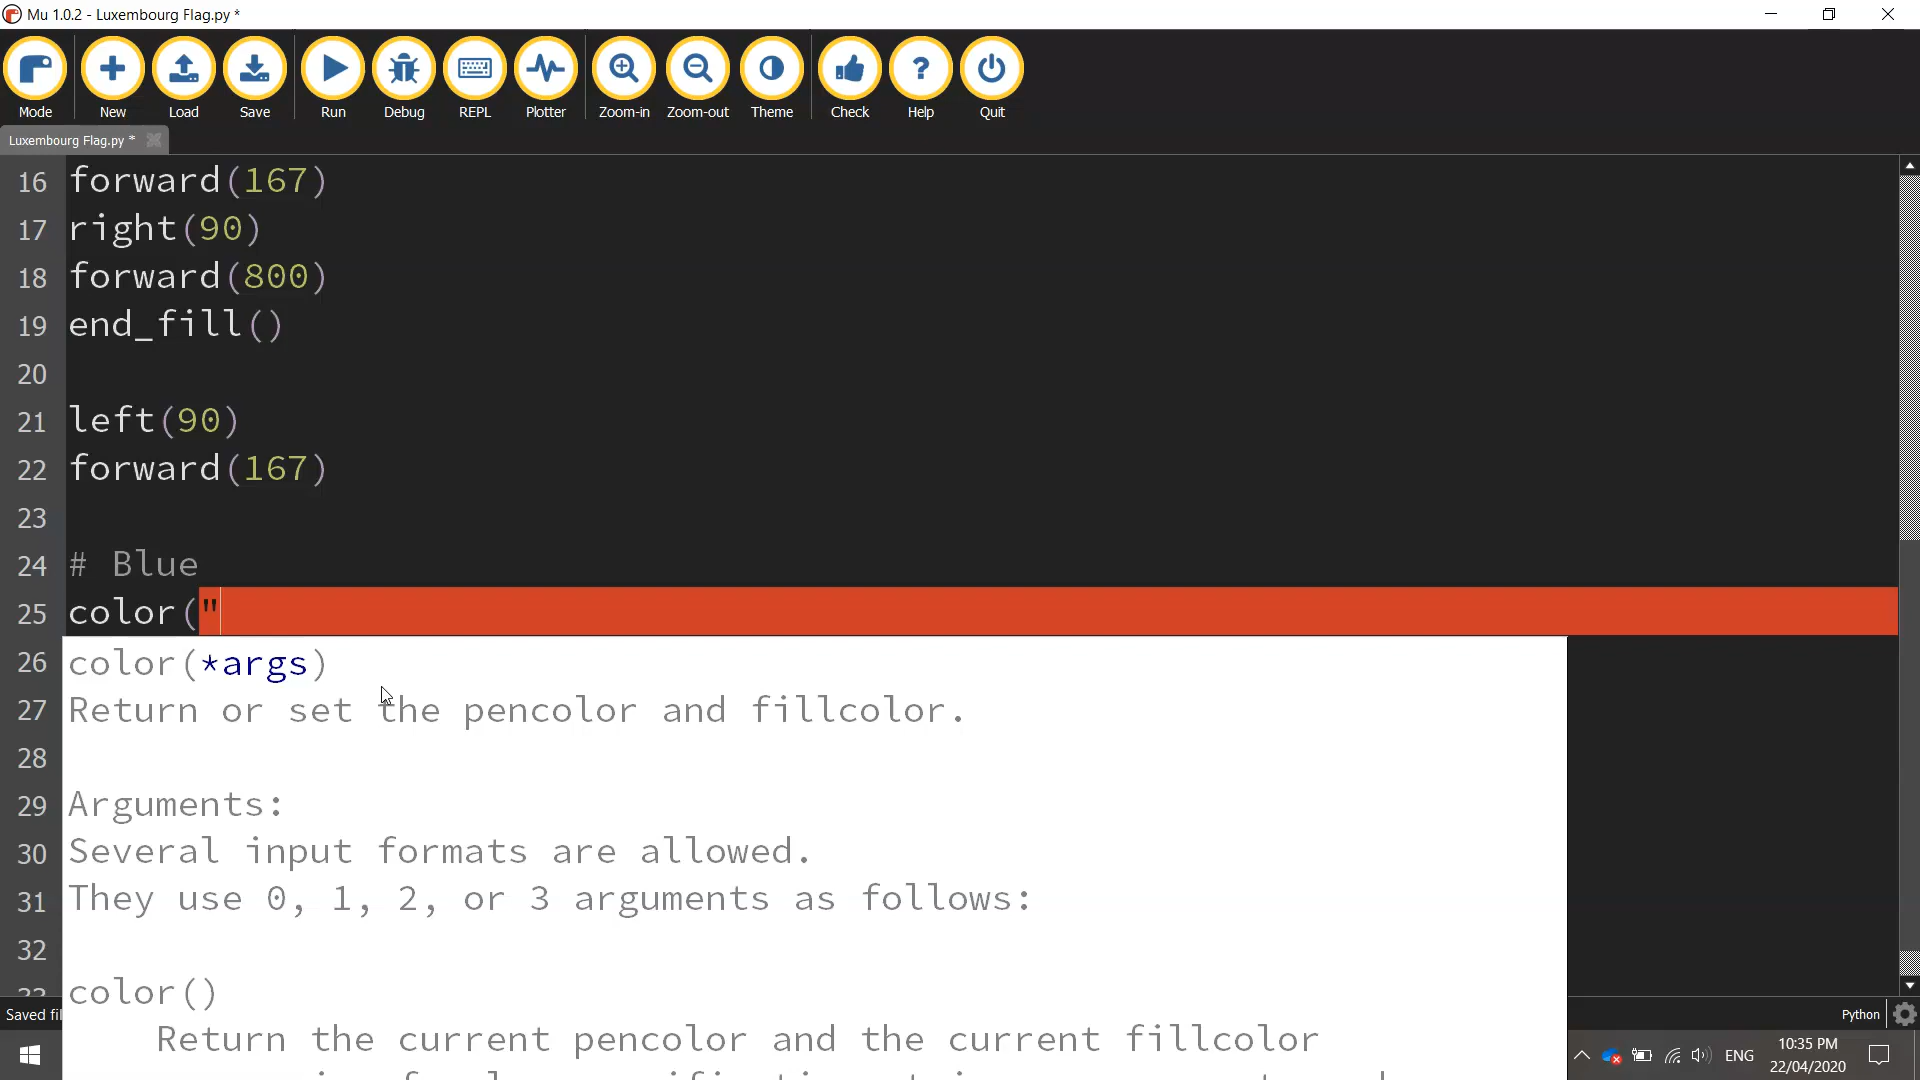 Mu 1.0.2 - Luxembourg Flag.py *
Mode New Load Save Run Debug REPL Plotter Zoom-in Zoom-out Theme Check Help Quit
Luxembourg Flag.py *
16 forward(167)
17 right(90)
18 forward(800)
19 end_fill()
20
21 left(90)
22 forward(167)
23
24 # Blue
25 color("
26 color(*args)
27 Return or set the pencolor and fillcolor.
28
29 Arguments:
30 Several input formats are allowed.
31 They use 0, 1, 2, or 3 arguments as follows:
32
color()
Saved fil
Python
Return the current pencolor and the current fillcolor
ENG
10:35 PM
22/04/2020